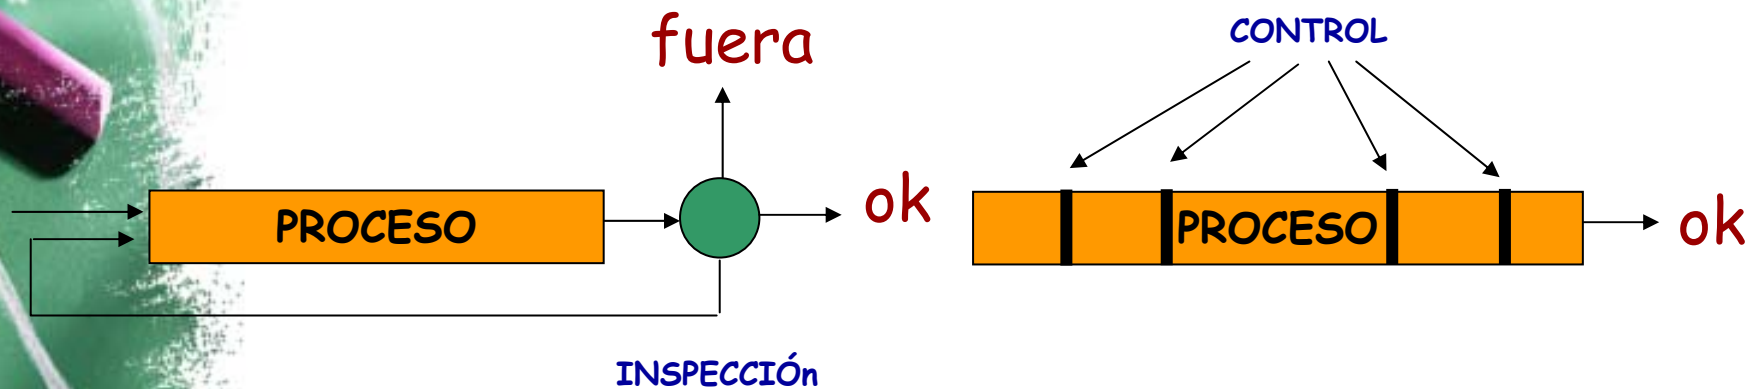 fuera
PROCESO
ok
INSPECCIÓn
CONTROL
PROCESO
ok